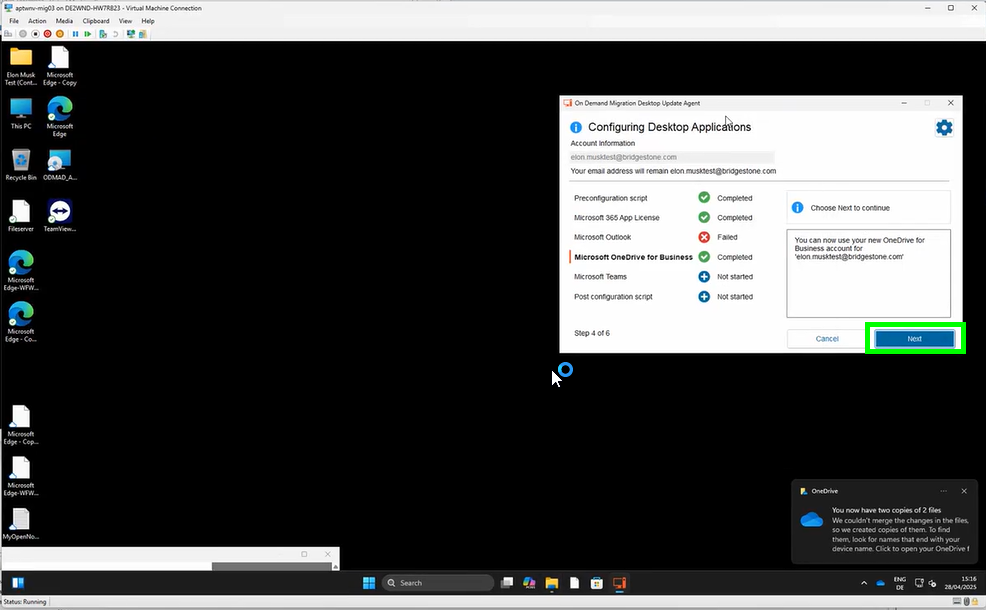 aptwnv-mig03 on DE2WND-HW7RB23 - Virtual Machine Connection
File Action Media Clipboard View Help
Elon Musk Test (Cont...
Microsoft Edge - Copy
This PC
Microsoft Edge
Recycle Bin
ODMAD_A...
Fileserver
TeamView...
Microsoft Edge-WFW...
Microsoft Edge - Co...
Microsoft Edge - Cop...
Microsoft Edge-WFW...
MyOpenNo...
On Demand Migration Desktop Update Agent
Configuring Desktop Applications
Account Information
elon.musktest@bridgestone.com
Your email address will remain elon.musktest@bridgestone.com
Preconfiguration script Completed
Microsoft 365 App License Completed
Microsoft Outlook Failed
Microsoft OneDrive for Business Completed
Microsoft Teams Not started
Post configuration script Not started
Choose Next to continue
You can now use your new OneDrive for
Business account for
'elon.musktest@bridgestone.com'
Step 4 of 6
Cancel Next
OneDrive
You now have two copies of 2 files
We couldn't merge the changes in the files,
so we created copies of them. To find
them, look for names that end with your
device name. Click to open your OneDrive f
Search
ENG
DE
15:16
28/04/2025
Status: Running